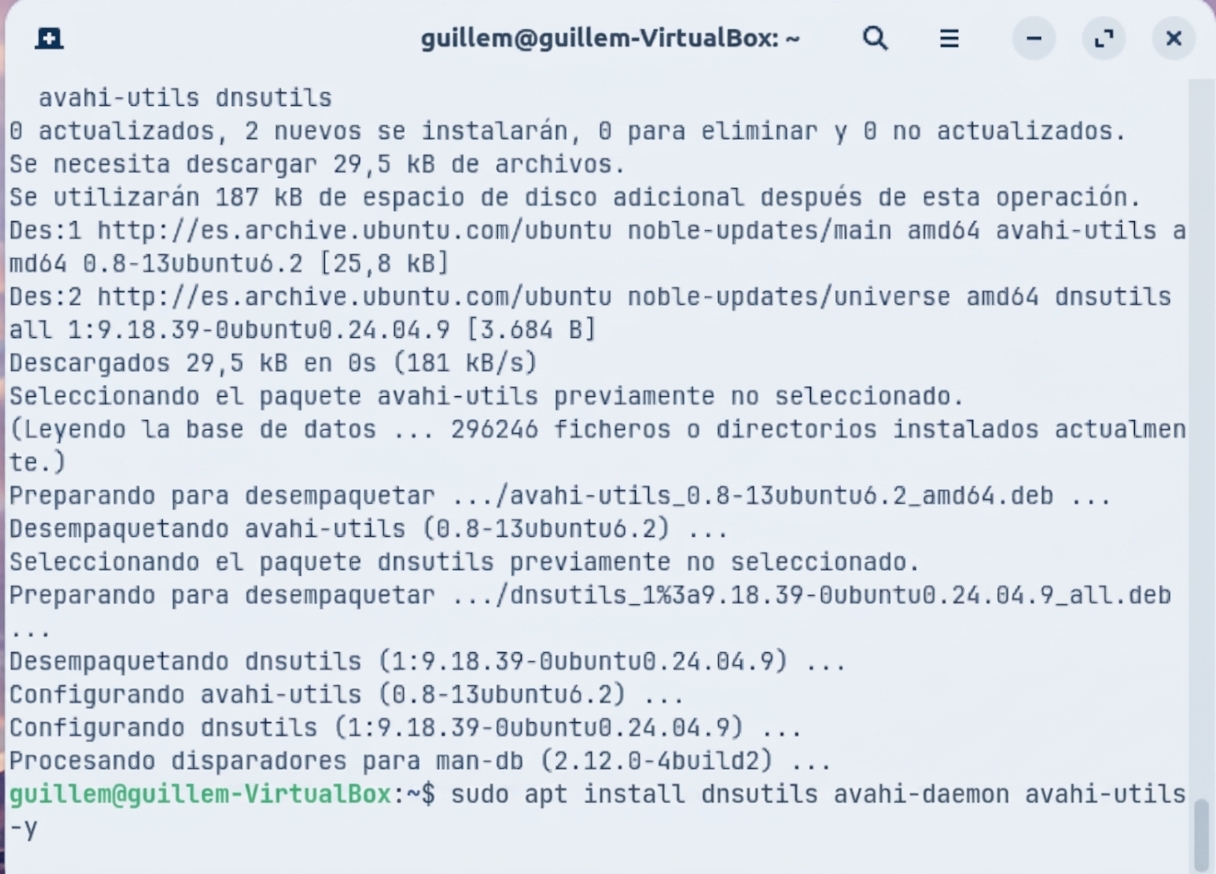 guillem@guillem-VirtualBox: ~
avahi-utils dnsutils
0 actualizados, 2 nuevos se instalarán, 0 para eliminar y 0 no actualizados.
Se necesita descargar 29,5 kB de archivos.
Se utilizarán 187 kB de espacio de disco adicional después de esta operación.
Des:1 http://es.archive.ubuntu.com/ubuntu noble-updates/main amd64 avahi-utils a
md64 0.8-13ubuntu6.2 [25,8 kB]
Des:2 http://es.archive.ubuntu.com/ubuntu noble-updates/universe amd64 dnsutils
all 1:9.18.39-0ubuntu0.24.04.9 [3.684 B]
Descargados 29,5 kB en 0s (181 kB/s)
Seleccionando el paquete avahi-utils previamente no seleccionado.
(Leyendo la base de datos ... 296246 ficheros o directorios instalados actualmen
te.)
Preparando para desempaquetar .../avahi-utils_0.8-13ubuntu6.2_amd64.deb ...
Desempaquetando avahi-utils (0.8-13ubuntu6.2) ...
Seleccionando el paquete dnsutils previamente no seleccionado.
Preparando para desempaquetar .../dnsutils_1%3a9.18.39-0ubuntu0.24.04.9_all.deb
...
Desempaquetando dnsutils (1:9.18.39-0ubuntu0.24.04.9) ...
Configurando avahi-utils (0.8-13ubuntu6.2) ...
Configurando dnsutils (1:9.18.39-0ubuntu0.24.04.9) ...
Procesando disparadores para man-db (2.12.0-4build2) ...
guillem@guillem-VirtualBox:~$ sudo apt install dnsutils avahi-daemon avahi-utils
-y